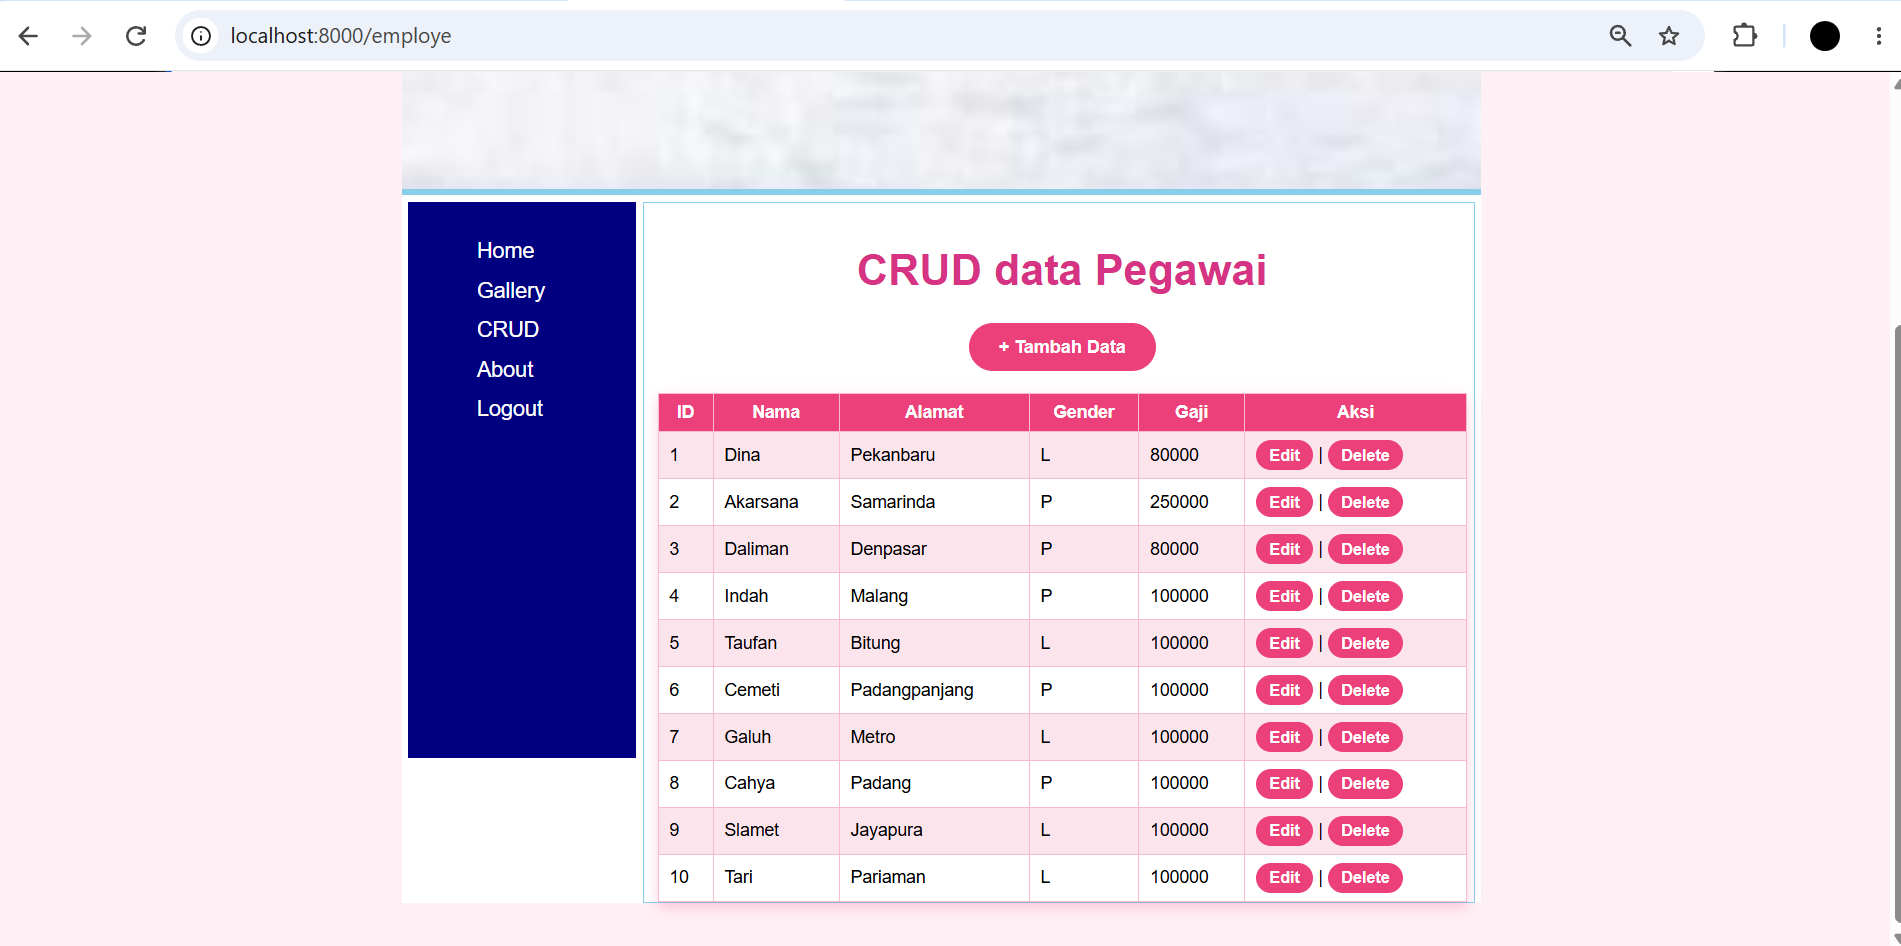 localhost:8000/employe
Home
Gallery
CRUD
About
Logout
CRUD data Pegawai
+ Tambah Data
ID Nama Alamat Gender Gaji Aksi
1 Dina Pekanbaru L 80000 Edit | Delete
2 Akarsana Samarinda P 250000 Edit | Delete
3 Daliman Denpasar P 80000 Edit | Delete
4 Indah Malang P 100000 Edit | Delete
5 Taufan Bitung L 100000 Edit | Delete
6 Cemeti Padangpanjang P 100000 Edit | Delete
7 Galuh Metro L 100000 Edit | Delete
8 Cahya Padang P 100000 Edit | Delete
9 Slamet Jayapura L 100000 Edit | Delete
10 Tari Pariaman L 100000 Edit | Delete